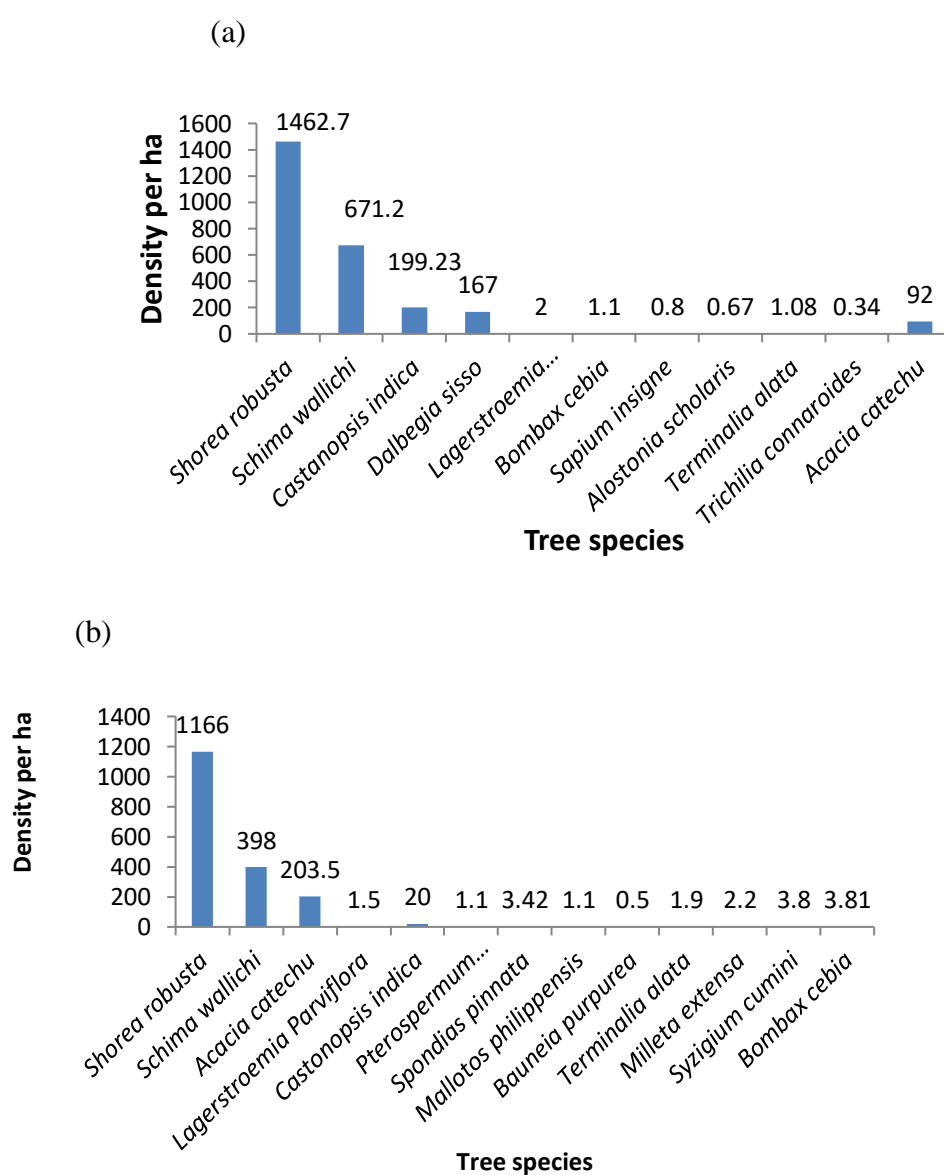 (a)
Density per ha
1600
1400
1200
1000
800
600
400
200
0
1462.7
671.2
199.23
167
2
1.1
0.8
0.67
1.08
0.34
92
Shorea robusta
Schima wallichi
Castanopsis indica
Dalbegia sisso
Lagerstroemia...
Bombax cebia
Sapium insigne
Alostonia scholaris
Terminalia alata
Trichilia connaroides
Acacia catechu
Tree species
(b)
Density per ha
1400
1200
1000
800
600
400
200
0
1166
398
203.5
1.5
20
1.1
3.42
1.1
0.5
1.9
2.2
3.8
3.81
Shorea robusta
Schima wallichi
Acacia catechu
Lagerstroemia Parviflora
Castonopsis indica
Pterospermum...
Spondias pinnata
Mallotos philippensis
Bauneia purpurea
Terminalia alata
Milleta extensa
Syzigium cumini
Bombax cebia
Tree species